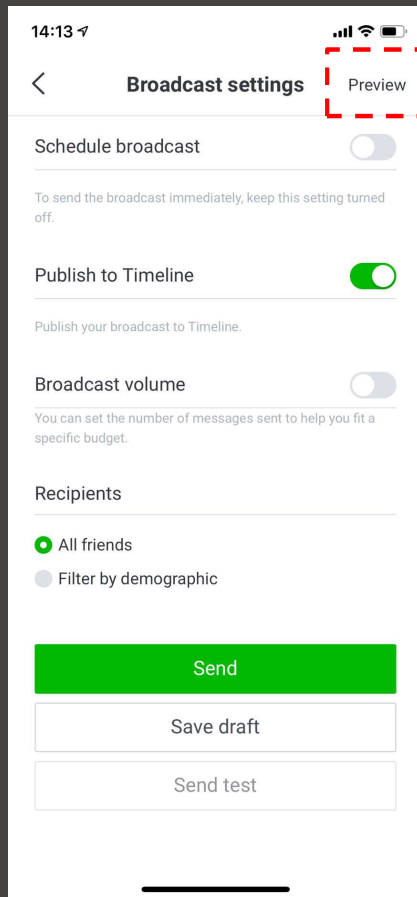 14:13
Broadcast settings
Preview
Schedule broadcast
To send the broadcast immediately, keep this setting turned
off.
Publish to Timeline
Publish your broadcast to Timeline.
Broadcast volume
You can set the number of messages sent to help you fit a
specific budget.
Recipients
All friends
Filter by demographic
Send
Save draft
Send test